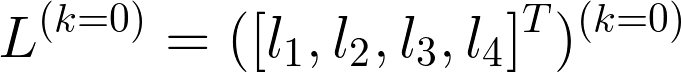 L^{(k=0)} = ([l_1, l_2, l_3, l_4]^T)^{(k=0)}